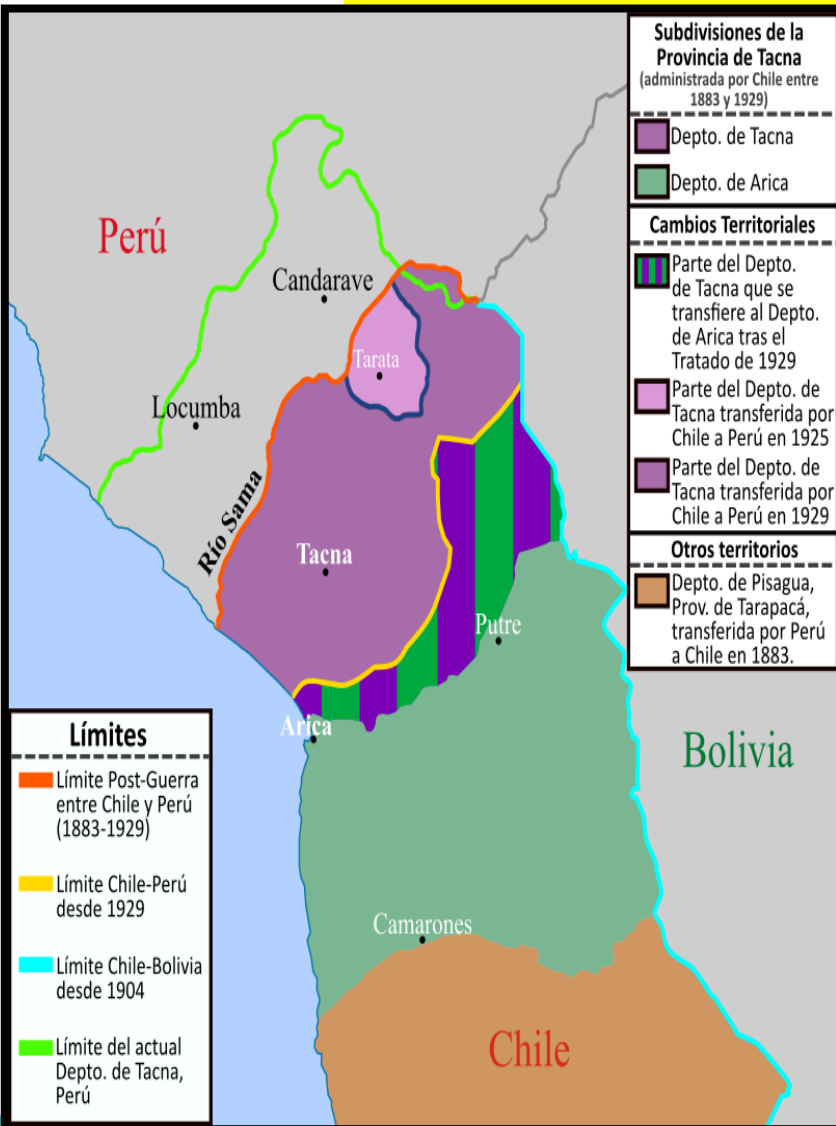 Subdivisiones de la
Provincia de Tacna
(administrada por Chile entre
1883 y 1929)
Depto. de Tacna
Depto. de Arica
Cambios Territoriales
Parte del Depto.
de Tacna que se
transfiere al Depto.
de Arica tras el
Tratado de 1929
Parte del Depto. de
Tacna transferida por
Chile a Perú en 1925
Parte del Depto. de
Tacna transferida por
Chile a Perú en 1929
Otros territorios
Depto. de Pisagua,
Prov. de Tarapacá,
transferida por Perú
a Chile en 1883.
Perú
Candarave
Tarata
Locumba
Río Sama
Tacna
Putre
Arica
Bolivia
Camarones
Chile
Límites
Límite Post-Guerra
entre Chile y Perú
(1883-1929)
Límite Chile-Perú
desde 1929
Límite Chile-Bolivia
desde 1904
Límite del actual
Depto. de Tacna,
Perú